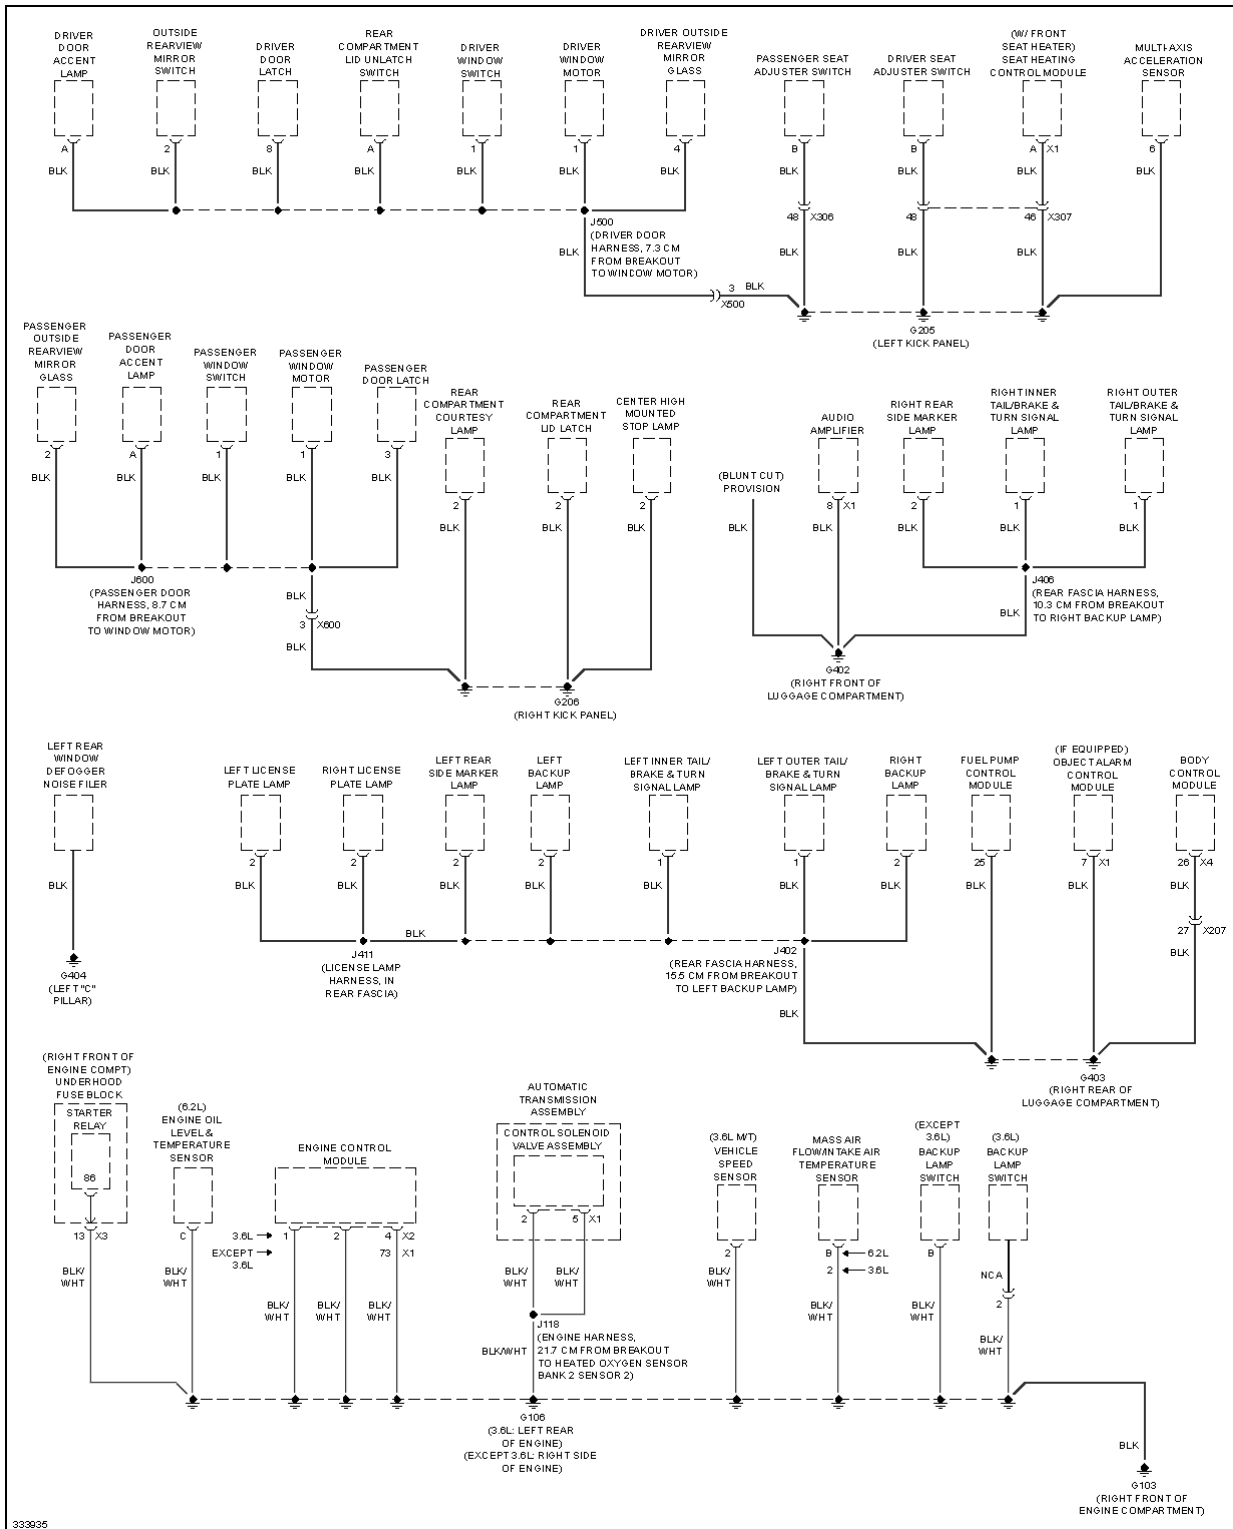 DRIVER
DOOR
ACCENT
LAMP
OUTSIDE
REARVIEW
MIRROR
SWITCH
DRIVER
DOOR
LATCH
REAR
COMPARTMENT
LID UNLATCH
SWITCH
DRIVER
WINDOW
SWITCH
DRIVER
WINDOW
MOTOR
DRIVER OUTSIDE
REARVIEW
MIRROR
GLASS
PASSENGER SEAT
ADJUSTER SWITCH
DRIVER SEAT
ADJUSTER SWITCH
(W/ FRONT
SEAT HEATER)
SEAT HEATING
CONTROL MODULE
MULTI-AXIS
ACCELERATION
SENSOR
A 2 8 A 1 1 4 B B A X1 6
BLK BLK BLK BLK BLK BLK BLK BLK BLK BLK BLK
J500
(DRIVER DOOR
HARNESS, 7.3 CM
FROM BREAKOUT
TO WINDOW MOTOR)
48 X306 48 46 X307
BLK BLK BLK BLK
3 BLK
X500
G205
(LEFT KICK PANEL)
PASSENGER
OUTSIDE
REARVIEW
MIRROR
GLASS
PASSENGER
DOOR
ACCENT
LAMP
PASSENGER
WINDOW
SWITCH
PASSENGER
WINDOW
MOTOR
PASSENGER
DOOR LATCH
REAR
COMPARTMENT
COURTESY
LAMP
REAR
COMPARTMENT
LID LATCH
CENTER HIGH
MOUNTED
STOP LAMP
(BLUNT CUT)
PROVISION
AUDIO
AMPLIFIER
RIGHT REAR
SIDE MARKER
LAMP
RIGHT INNER
TAIL/BRAKE &
TURN SIGNAL
LAMP
RIGHT OUTER
TAIL/BRAKE &
TURN SIGNAL
LAMP
2 A 1 1 3
BLK BLK BLK BLK BLK
2 2 2 8 X1 2 1 1
BLK BLK BLK BLK BLK BLK BLK BLK
J600
(PASSENGER DOOR
HARNESS, 8.7 CM
FROM BREAKOUT
TO WINDOW MOTOR)
BLK
3 X600
BLK
J406
(REAR FASCIA HARNESS,
10.3 CM FROM BREAKOUT
TO RIGHT BACKUP LAMP)
BLK
G206
(RIGHT KICK PANEL)
G402
(RIGHT FRONT OF
LUGGAGE COMPARTMENT)
LEFT REAR
WINDOW
DEFOGGER
NOISE FILER
LEFT LICENSE
PLATE LAMP
RIGHT LICENSE
PLATE LAMP
LEFT REAR
SIDE MARKER
LAMP
LEFT
BACKUP
LAMP
LEFT INNER TAIL/
BRAKE & TURN
SIGNAL LAMP
LEFT OUTER TAIL/
BRAKE & TURN
SIGNAL LAMP
RIGHT
BACKUP
LAMP
FUEL PUMP
CONTROL
MODULE
(IF EQUIPPED)
OBJECT ALARM
CONTROL
MODULE
BODY
CONTROL
MODULE
2 2 2 2 1 1 2 25 7 X1 26 X4
BLK BLK BLK BLK BLK BLK BLK BLK BLK BLK BLK
BLK
27 X207
BLK
G404
(LEFT "C"
PILLAR)
J411
(LICENSE LAMP
HARNESS, IN
REAR FASCIA)
J402
(REAR FASCIA HARNESS,
15.5 CM FROM BREAKOUT
TO LEFT BACKUP LAMP)
BLK
G403
(RIGHT REAR OF
LUGGAGE COMPARTMENT)
(RIGHT FRONT OF
ENGINE COMPT)
UNDERHOOD
FUSE BLOCK
STARTER
RELAY
86
(6.2L)
ENGINE OIL
LEVEL &
TEMPERATURE
SENSOR
ENGINE CONTROL
MODULE
AUTOMATIC
TRANSMISSION
ASSEMBLY
CONTROL SOLENOID
VALVE ASSEMBLY
(3.6L M/T)
VEHICLE
SPEED
SENSOR
MASS AIR
FLOW/INTAKE AIR
TEMPERATURE
SENSOR
(EXCEPT
3.6L)
BACKUP
LAMP
SWITCH
(3.6L)
BACKUP
LAMP
SWITCH
13 X3 C
3.6L 1 2 4 X2
EXCEPT
3.6L
73 X1
2 5 X1
2
B 6.2L
2 3.6L
B
NCA
2
BLK/
WHT
BLK/
WHT
BLK/
WHT
BLK/
WHT
BLK/
WHT
BLK/
WHT
BLK/
WHT
BLK/
WHT
BLK/
WHT
BLK/
WHT
BLK/
WHT
J118
(ENGINE HARNESS,
21.7 CM FROM BREAKOUT
TO HEATED OXYGEN SENSOR
BANK 2 SENSOR 2)
BLK/WHT
G106
(3.6L: LEFT REAR
OF ENGINE)
(EXCEPT 3.6L: RIGHT SIDE
OF ENGINE)
BLK
G103
(RIGHT FRONT OF
ENGINE COMPARTMENT)
333935